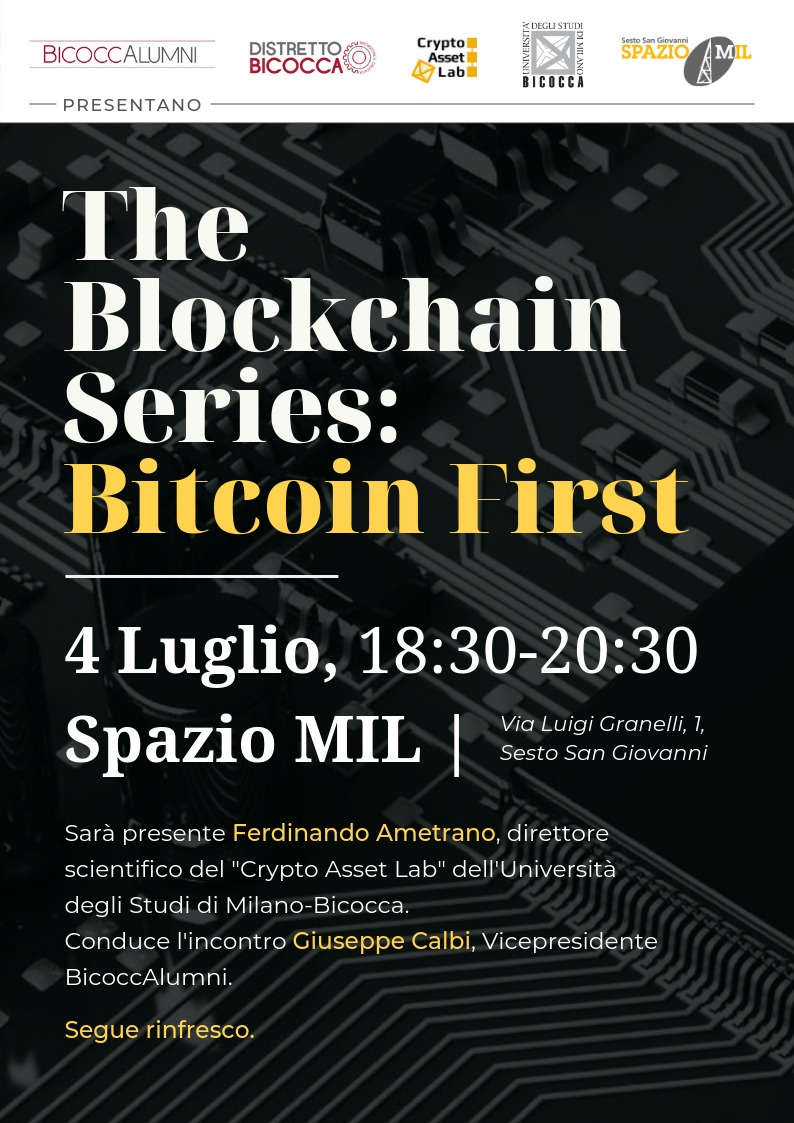 BICOCCALUMNI
DISTRETTO
BICOCCA
Crypto
Asset
Lab
UNIVERSITÀ DEGLI STUDI DI MILANO
BICOCCA
Sesto San Giovanni
SPAZIO MIL
PRESENTANO
The
Blockchain
Series:
Bitcoin First
4 Luglio, 18:30-20:30
Spazio MIL |
Via Luigi Granelli, 1,
Sesto San Giovanni
Sarà presente Ferdinando Ametrano, direttore
scientifico del "Crypto Asset Lab" dell'Università
degli Studi di Milano-Bicocca.
Conduce l'incontro Giuseppe Calbi, Vicepresidente
BicoccAlumni.
Segue rinfresco.